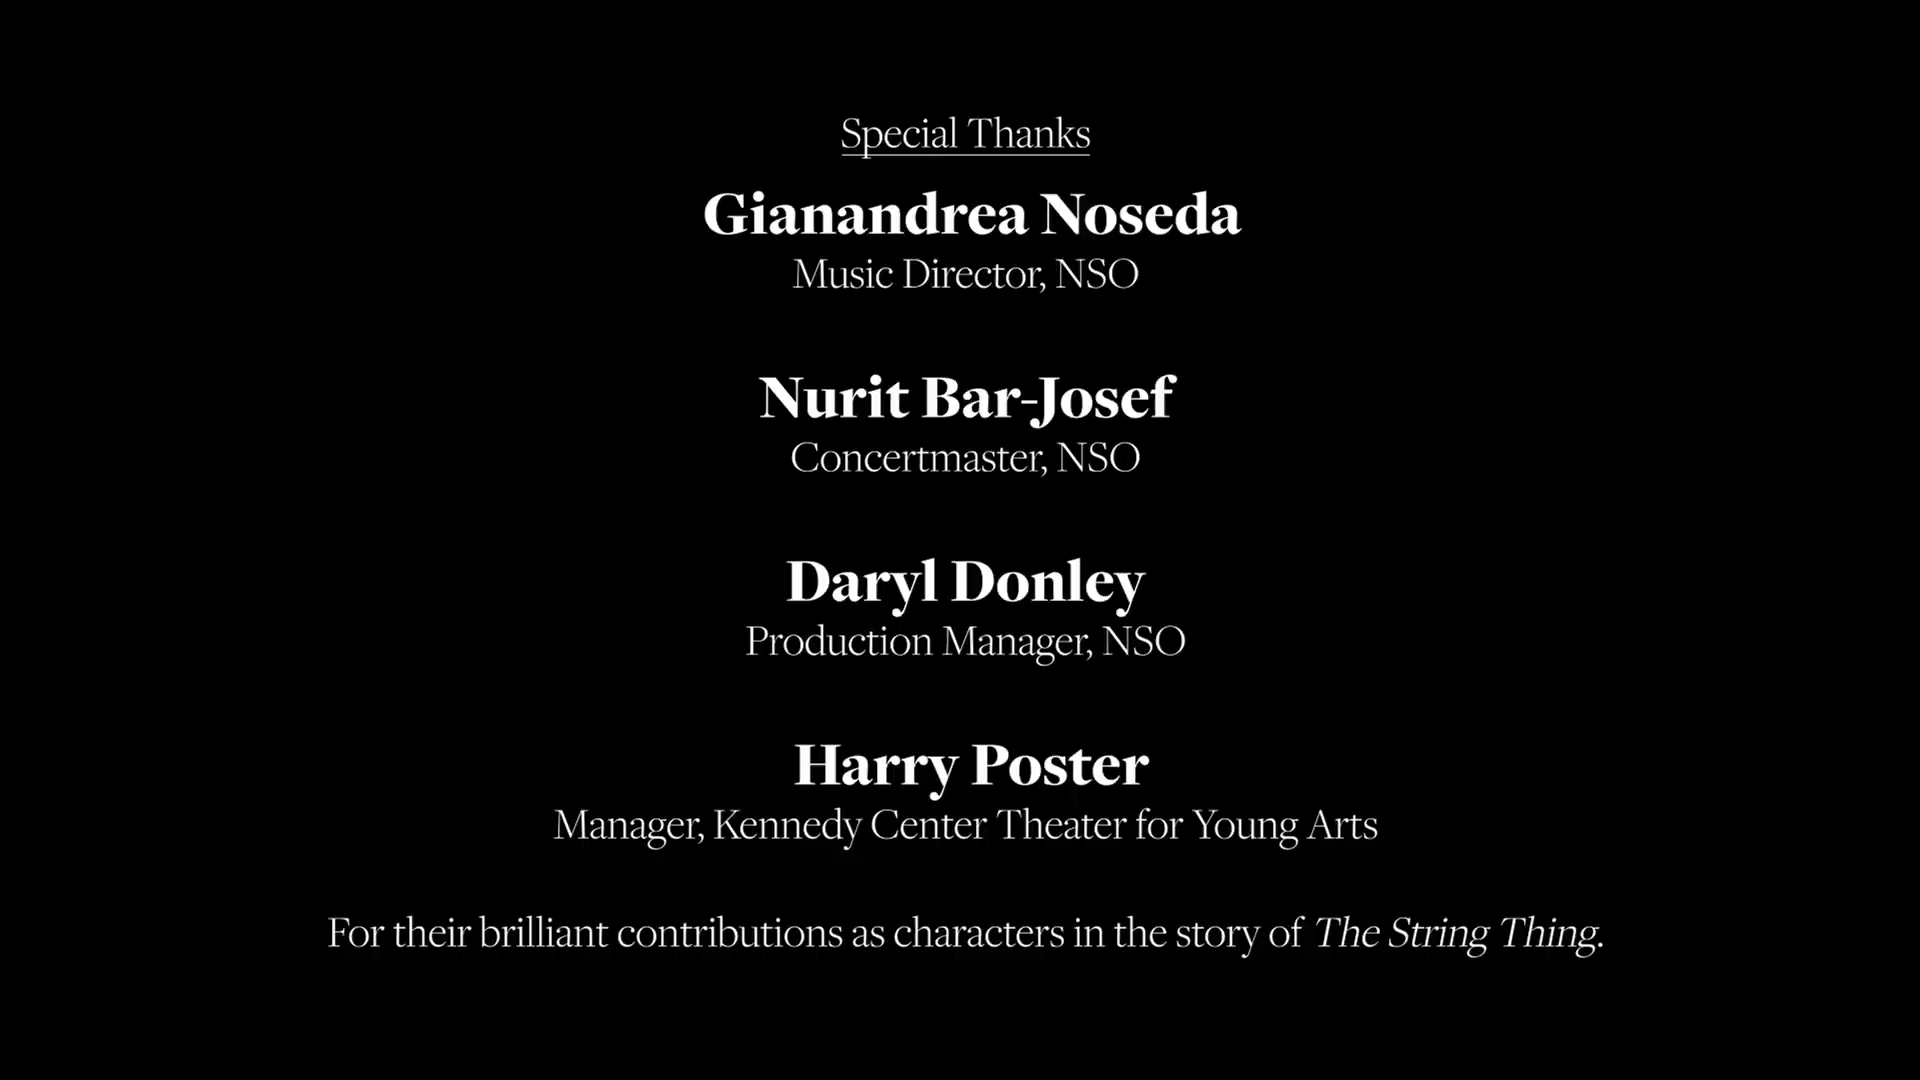 Special Thanks
Gianandrea Noseda
Music Director, NSO
Nurit Bar-Josef
Concertmaster, NSO
Daryl Donley
Production Manager, NSO
Harry Poster
Manager, Kennedy Center Theater for Young Arts
For their brilliant contributions as characters in the story of The String Thing.